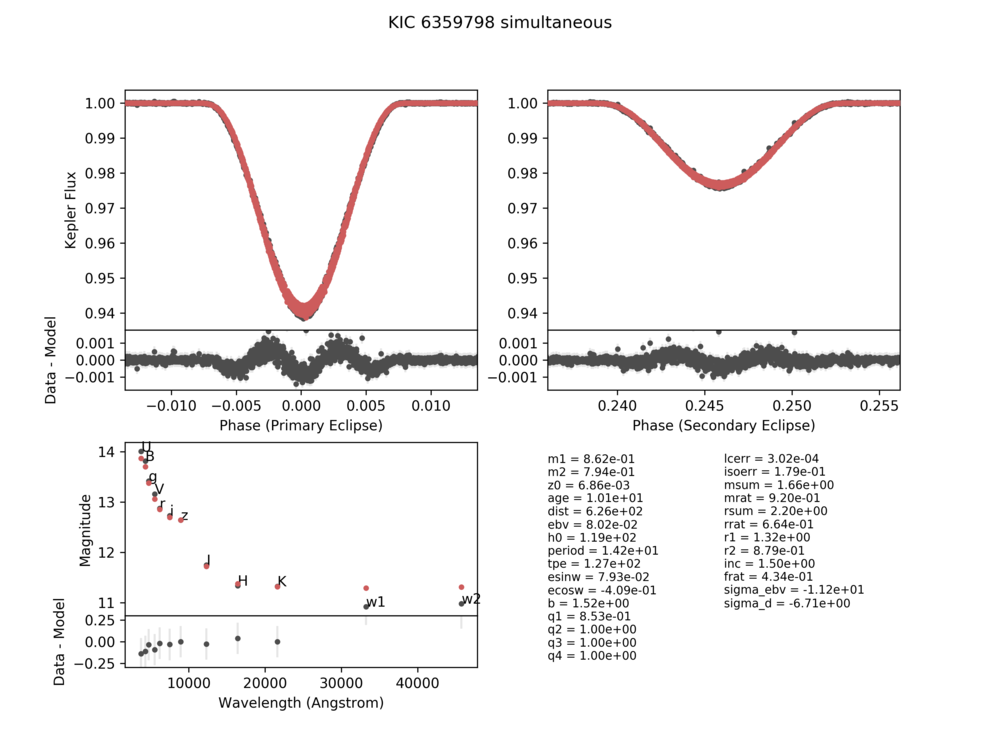 KIC 6359798 simultaneous
Kepler Flux
1.00
0.99
0.98
0.97
0.96
0.95
0.94
1.00
0.99
0.98
0.97
0.96
0.95
0.94
Data - Model
0.001
0.000
−0.001
0.001
0.000
−0.001
−0.010 −0.005 0.000 0.005 0.010
0.240 0.245 0.250 0.255
Phase (Primary Eclipse)
Phase (Secondary Eclipse)
Magnitude
14
13
12
11
U
B
g
V
r
i
z
J
H
K
w1
w2
Data - Model
0.25
0.00
−0.25
10000 20000 30000 40000
Wavelength (Angstrom)
m1 = 8.62e-01
m2 = 7.94e-01
z0 = 6.86e-03
age = 1.01e+01
dist = 6.26e+02
ebv = 8.02e-02
h0 = 1.19e+02
period = 1.42e+01
tpe = 1.27e+02
esinw = 7.93e-02
ecosw = -4.09e-01
b = 1.52e+00
q1 = 8.53e-01
q2 = 1.00e+00
q3 = 1.00e+00
q4 = 1.00e+00
lcerr = 3.02e-04
isoerr = 1.79e-01
msum = 1.66e+00
mrat = 9.20e-01
rsum = 2.20e+00
rrat = 6.64e-01
r1 = 1.32e+00
r2 = 8.79e-01
inc = 1.50e+00
frat = 4.34e-01
sigma_ebv = -1.12e+01
sigma_d = -6.71e+00